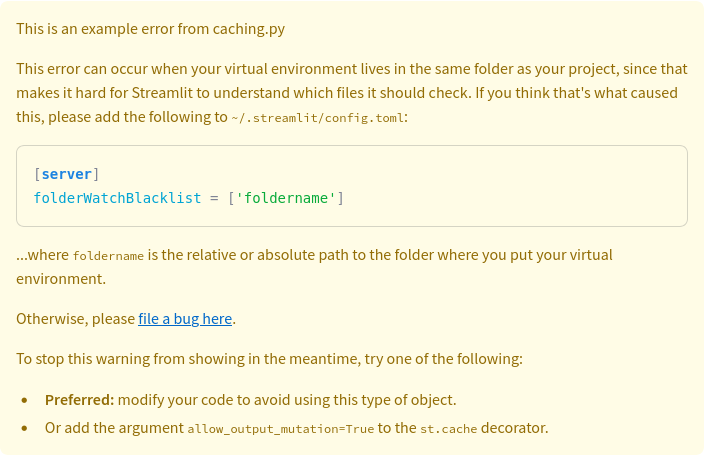 This is an example error from caching.py
This error can occur when your virtual environment lives in the same folder as your project, since that
makes it hard for Streamlit to understand which files it should check. If you think that's what caused
this, please add the following to ~/.streamlit/config.toml:
[server]
folderWatchBlacklist = ['foldername']
...where foldername is the relative or absolute path to the folder where you put your virtual
environment.
Otherwise, please file a bug here.
To stop this warning from showing in the meantime, try one of the following:
• Preferred: modify your code to avoid using this type of object.
• Or add the argument allow_output_mutation=True to the st.cache decorator.